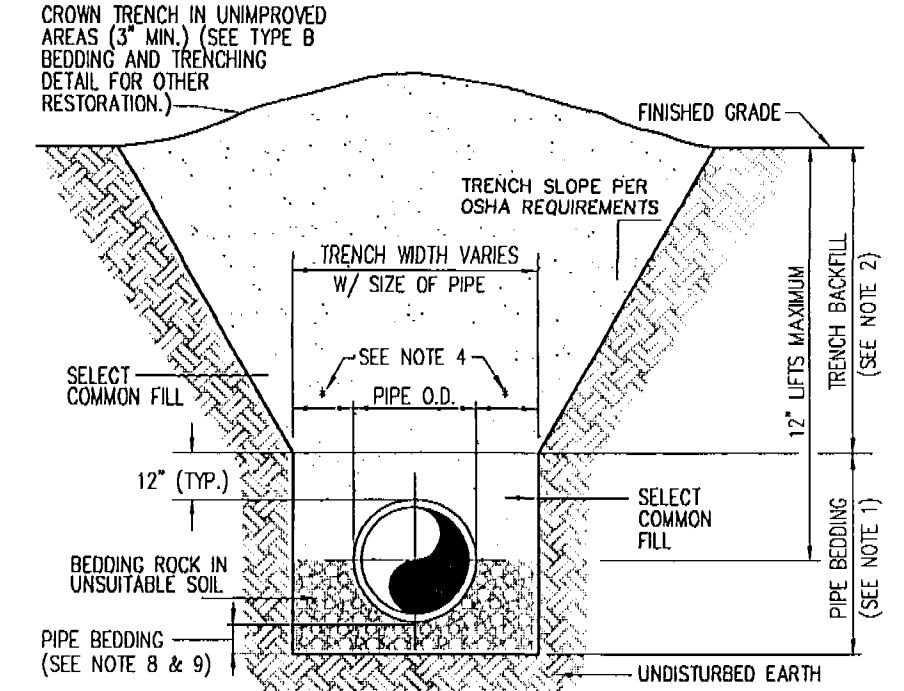 CROWN TRENCH IN UNIMPROVED
AREAS (3" MIN.) (SEE TYPE B
BEDDING AND TRENCHING
DETAIL FOR OTHER
RESTORATION.)
FINISHED GRADE
TRENCH SLOPE PER
OSHA REQUIREMENTS
TRENCH WIDTH VARIES
W/ SIZE OF PIPE
SEE NOTE 4
* *
PIPE O.D.
SELECT
COMMON FILL
12" LIFTS MAXIMUM
TRENCH BACKFILL
(SEE NOTE 2)
12" (TYP.)
SELECT
COMMON
FILL
BEDDING ROCK IN
UNSUITABLE SOIL
PIPE BEDDING
(SEE NOTE 1)
PIPE BEDDING
(SEE NOTE 8 & 9)
UNDISTURBED EARTH